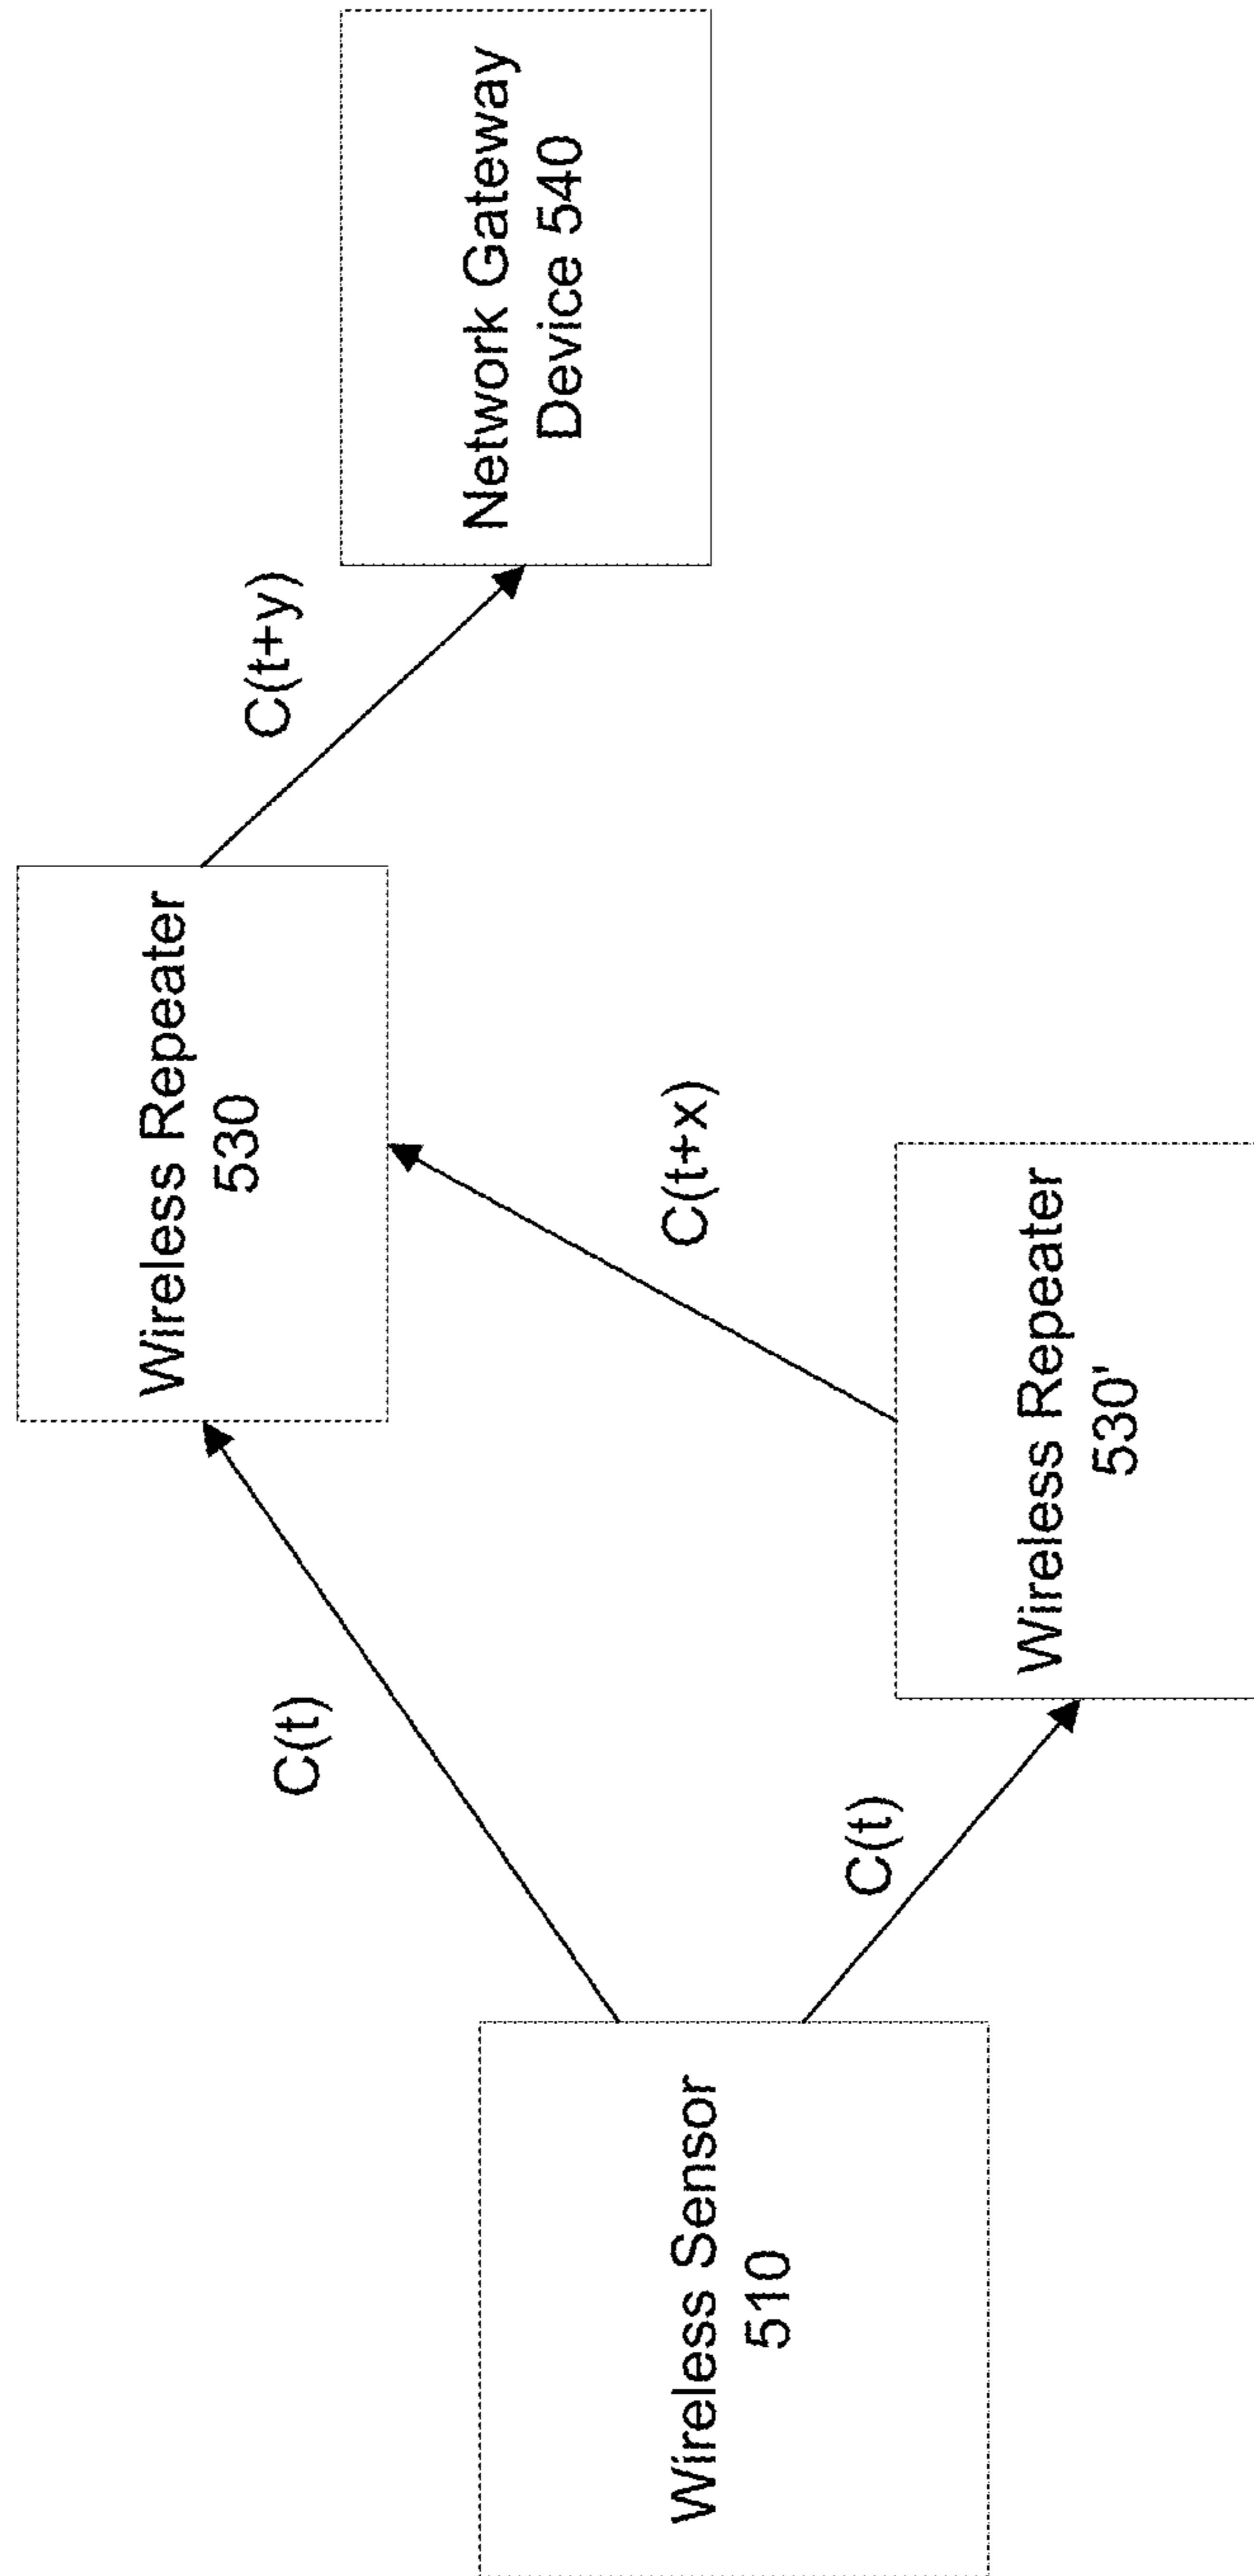 Wireless Sensor
510
C(t)
C(t)
Wireless Repeater
530
Wireless Repeater
530'
C(t+x)
C(t+y)
Network Gateway
Device 540